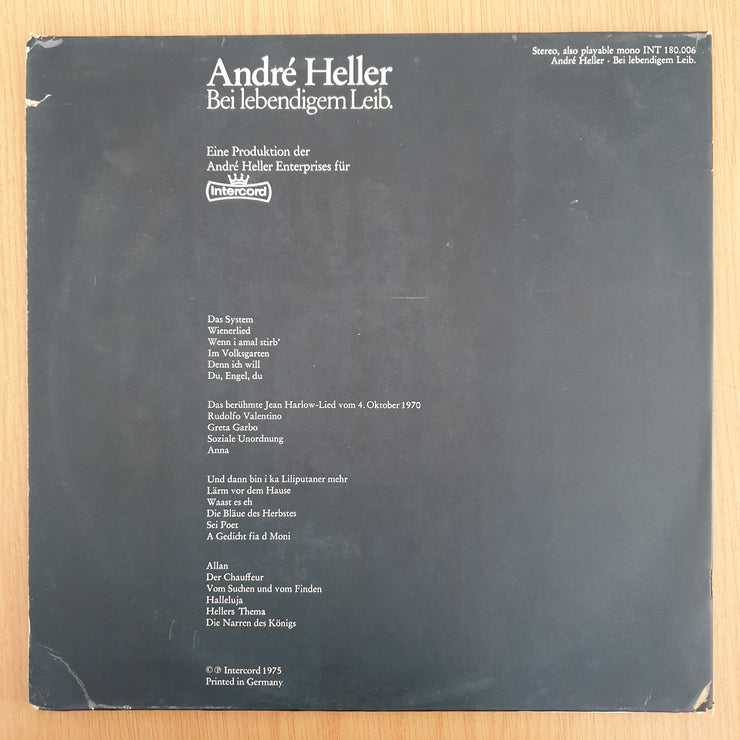 Stereo, also playable mono INT 180.006
André Heller · Bei lebendigem Leib.
André Heller
Bei lebendigem Leib.
Eine Produktion der
André Heller Enterprises für
Intercord
Das System
Wienerlied
Wenn i amal stirb'
Im Volksgarten
Denn ich will
Du, Engel, du
Das berühmte Jean Harlow-Lied vom 4. Oktober 1970
Rudolfo Valentino
Greta Garbo
Soziale Unordnung
Anna
Und dann bin i ka Liliputaner mehr
Lärm vor dem Hause
Waast es eh
Die Bläue des Herbstes
Sei Poet
A Gedicht fia d Moni
Allan
Der Chauffeur
Vom Suchen und vom Finden
Halleluja
Hellers Thema
Die Narren des Königs
© ℗ Intercord 1975
Printed in Germany